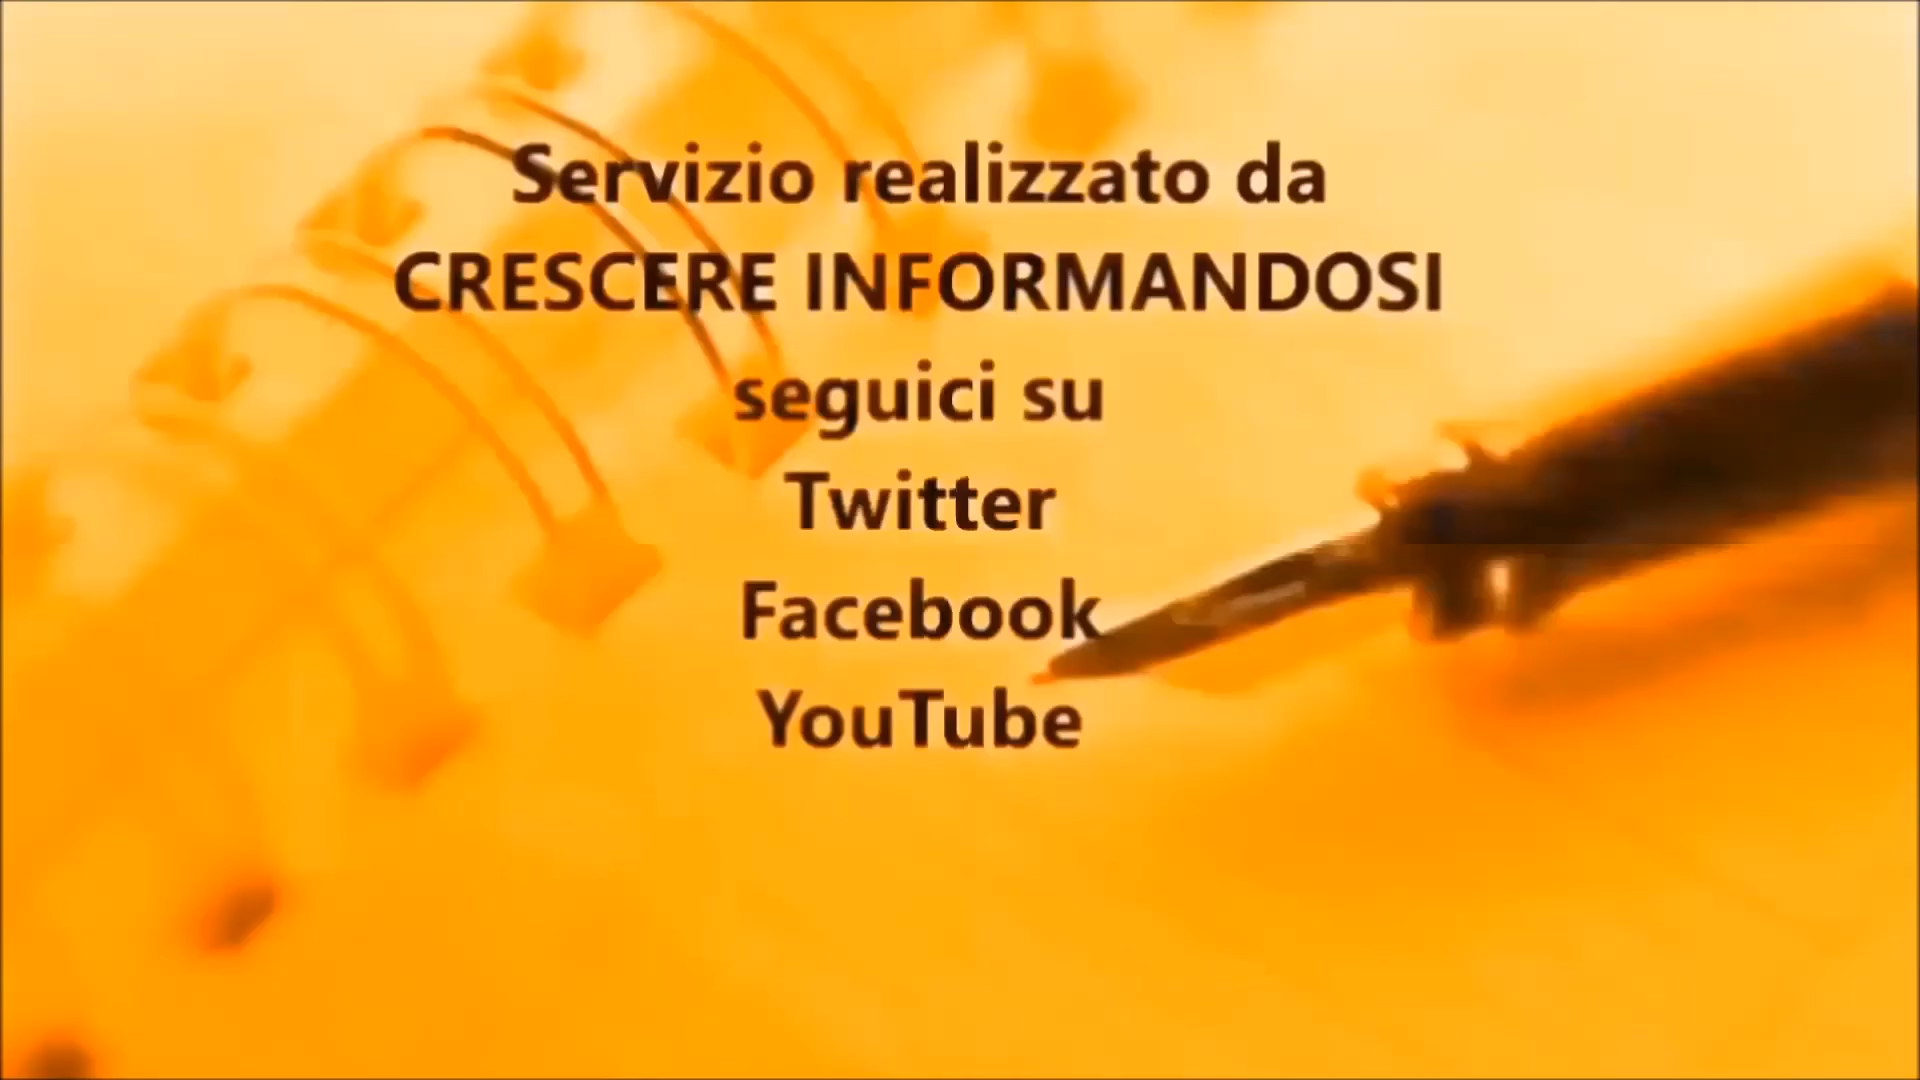 Servizio realizzato da
CRESCERE INFORMANDOSI
seguici su
Twitter
Facebook
YouTube